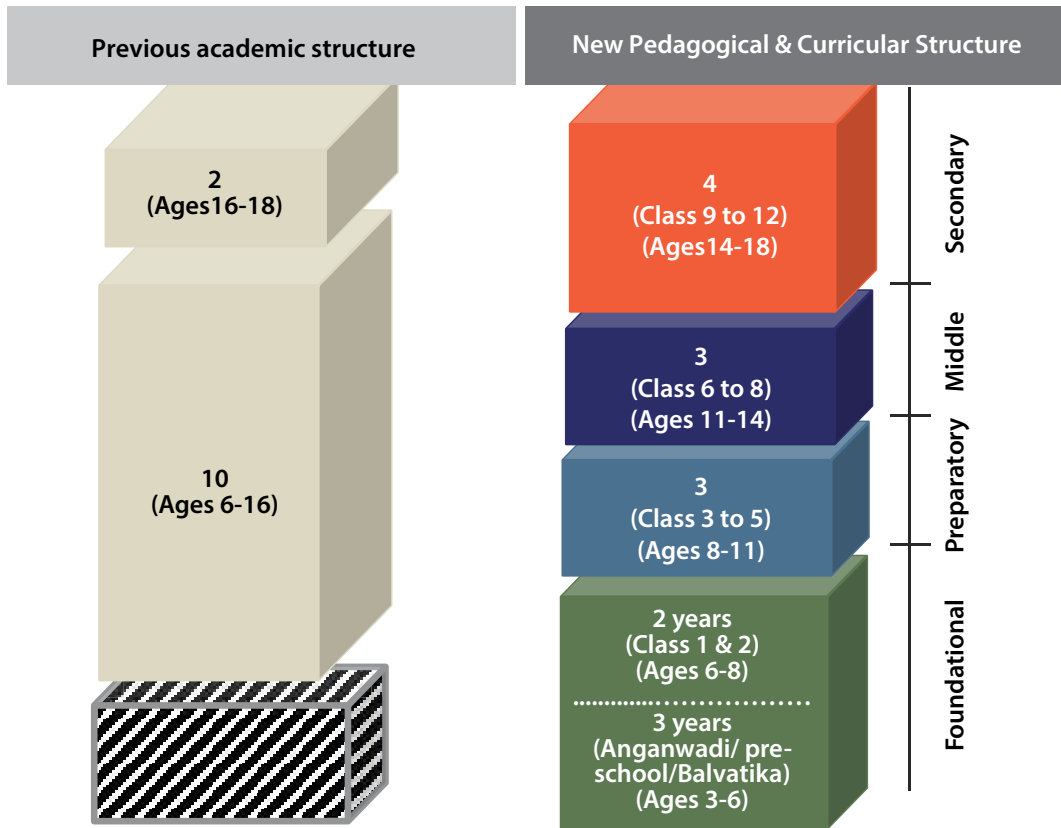 Previous academic structure
2
(Ages16-18)
10
(Ages 6-16)
New Pedagogical & Curricular Structure
4
(Class 9 to 12)
(Ages14-18)
3
(Class 6 to 8)
(Ages 11-14)
3
(Class 3 to 5)
(Ages 8-11)
2 years
(Class 1 & 2)
(Ages 6-8)
3 years
(Anganwadi/ pre-
school/Balvatika)
(Ages 3-6)
Secondary
Middle
Preparatory
Foundational